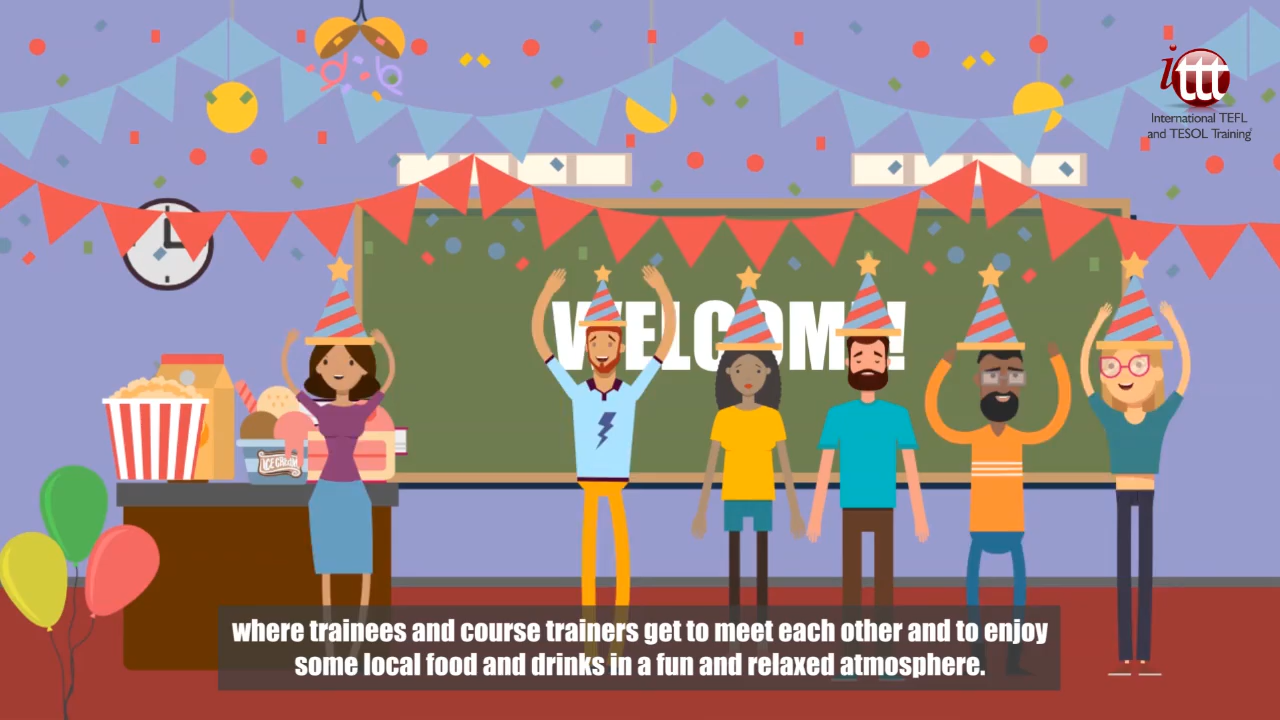 ittt
International TEFL
and TESOL Training
WELCOME!
ICE CREAM
where trainees and course trainers get to meet each other and to enjoy
some local food and drinks in a fun and relaxed atmosphere.